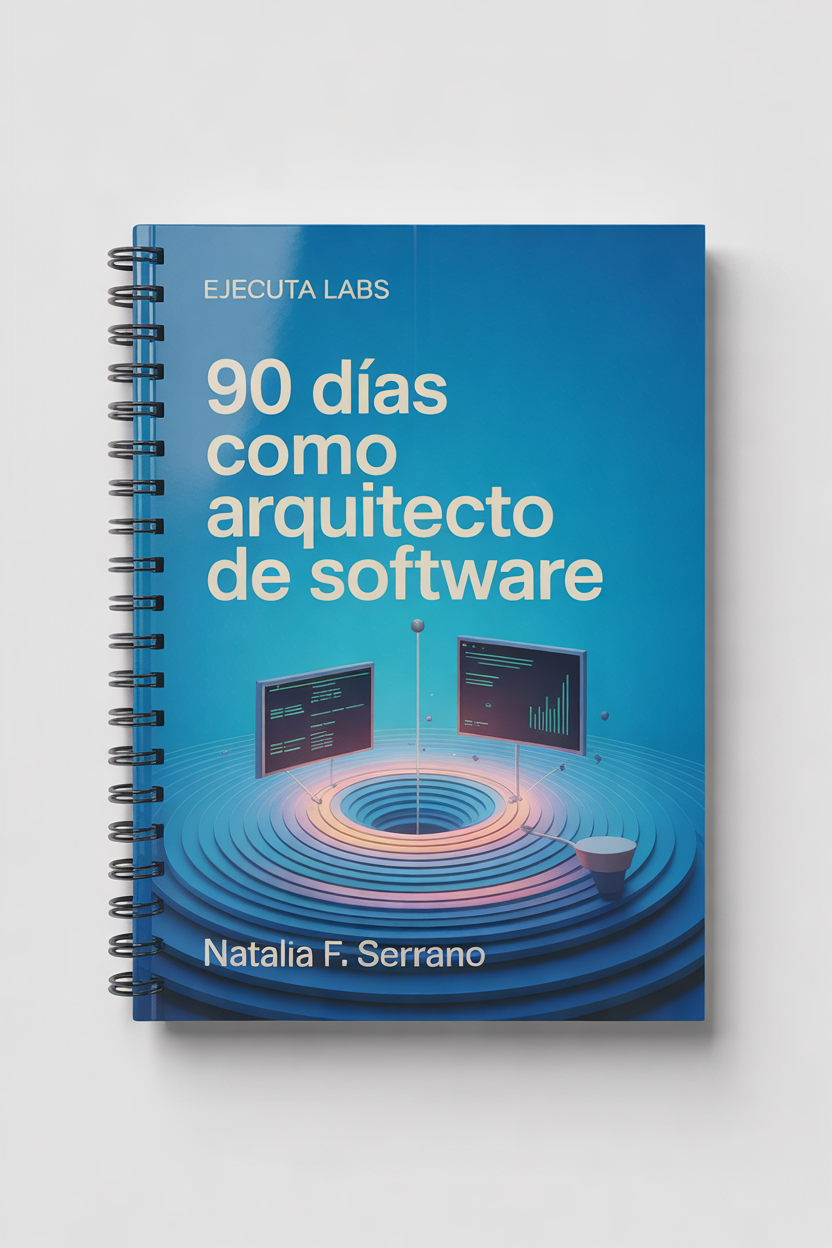 EJECUTA LABS
90 días
como
arquitecto
de software
Natalia F. Serrano